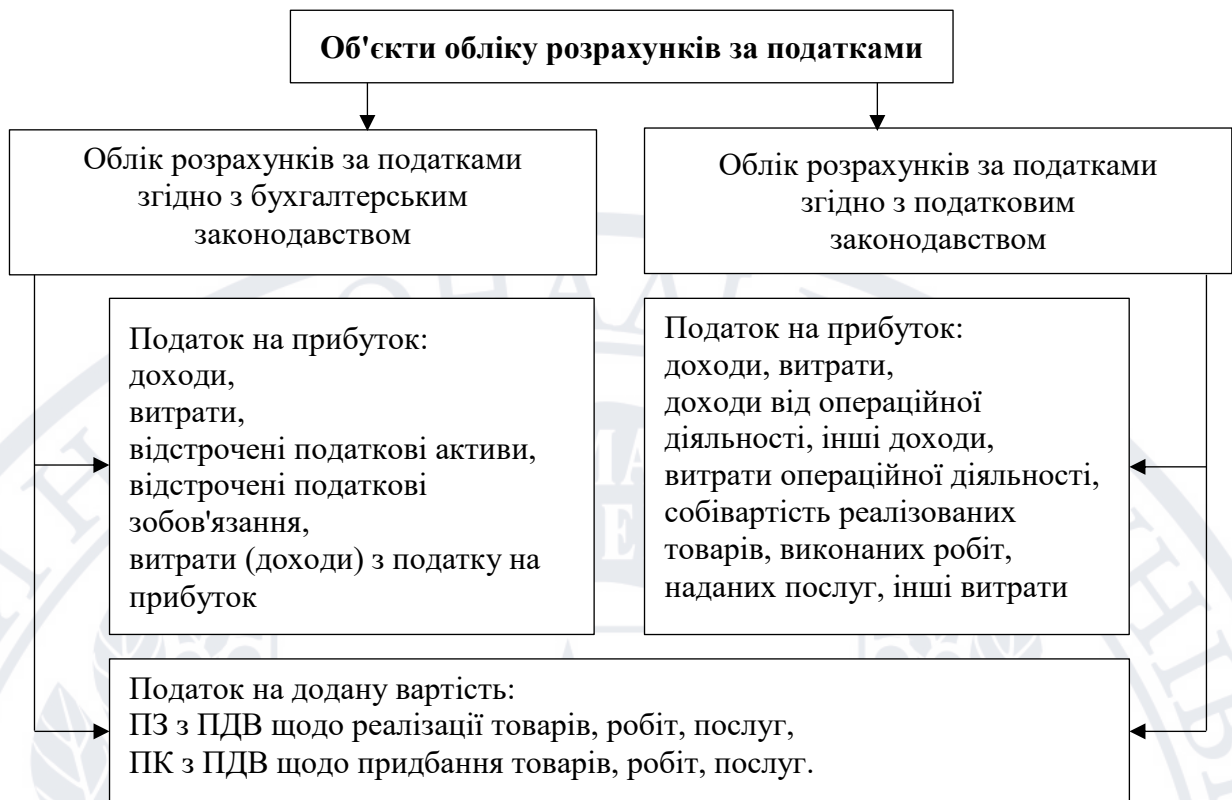 Об'єкти обліку розрахунків за податками
Облік розрахунків за податками
згідно з бухгалтерським
законодавством
Облік розрахунків за податками
згідно з податковим
законодавством
Податок на прибуток:
доходи,
витрати,
відстрочені податкові активи,
відстрочені податкові
зобов'язання,
витрати (доходи) з податку на
прибуток
Податок на прибуток:
доходи, витрати,
доходи від операційної
діяльності, інші доходи,
витрати операційної діяльності,
собівартість реалізованих
товарів, виконаних робіт,
наданих послуг, інші витрати
Податок на додану вартість:
ПЗ з ПДВ щодо реалізації товарів, робіт, послуг,
ПК з ПДВ щодо придбання товарів, робіт, послуг.